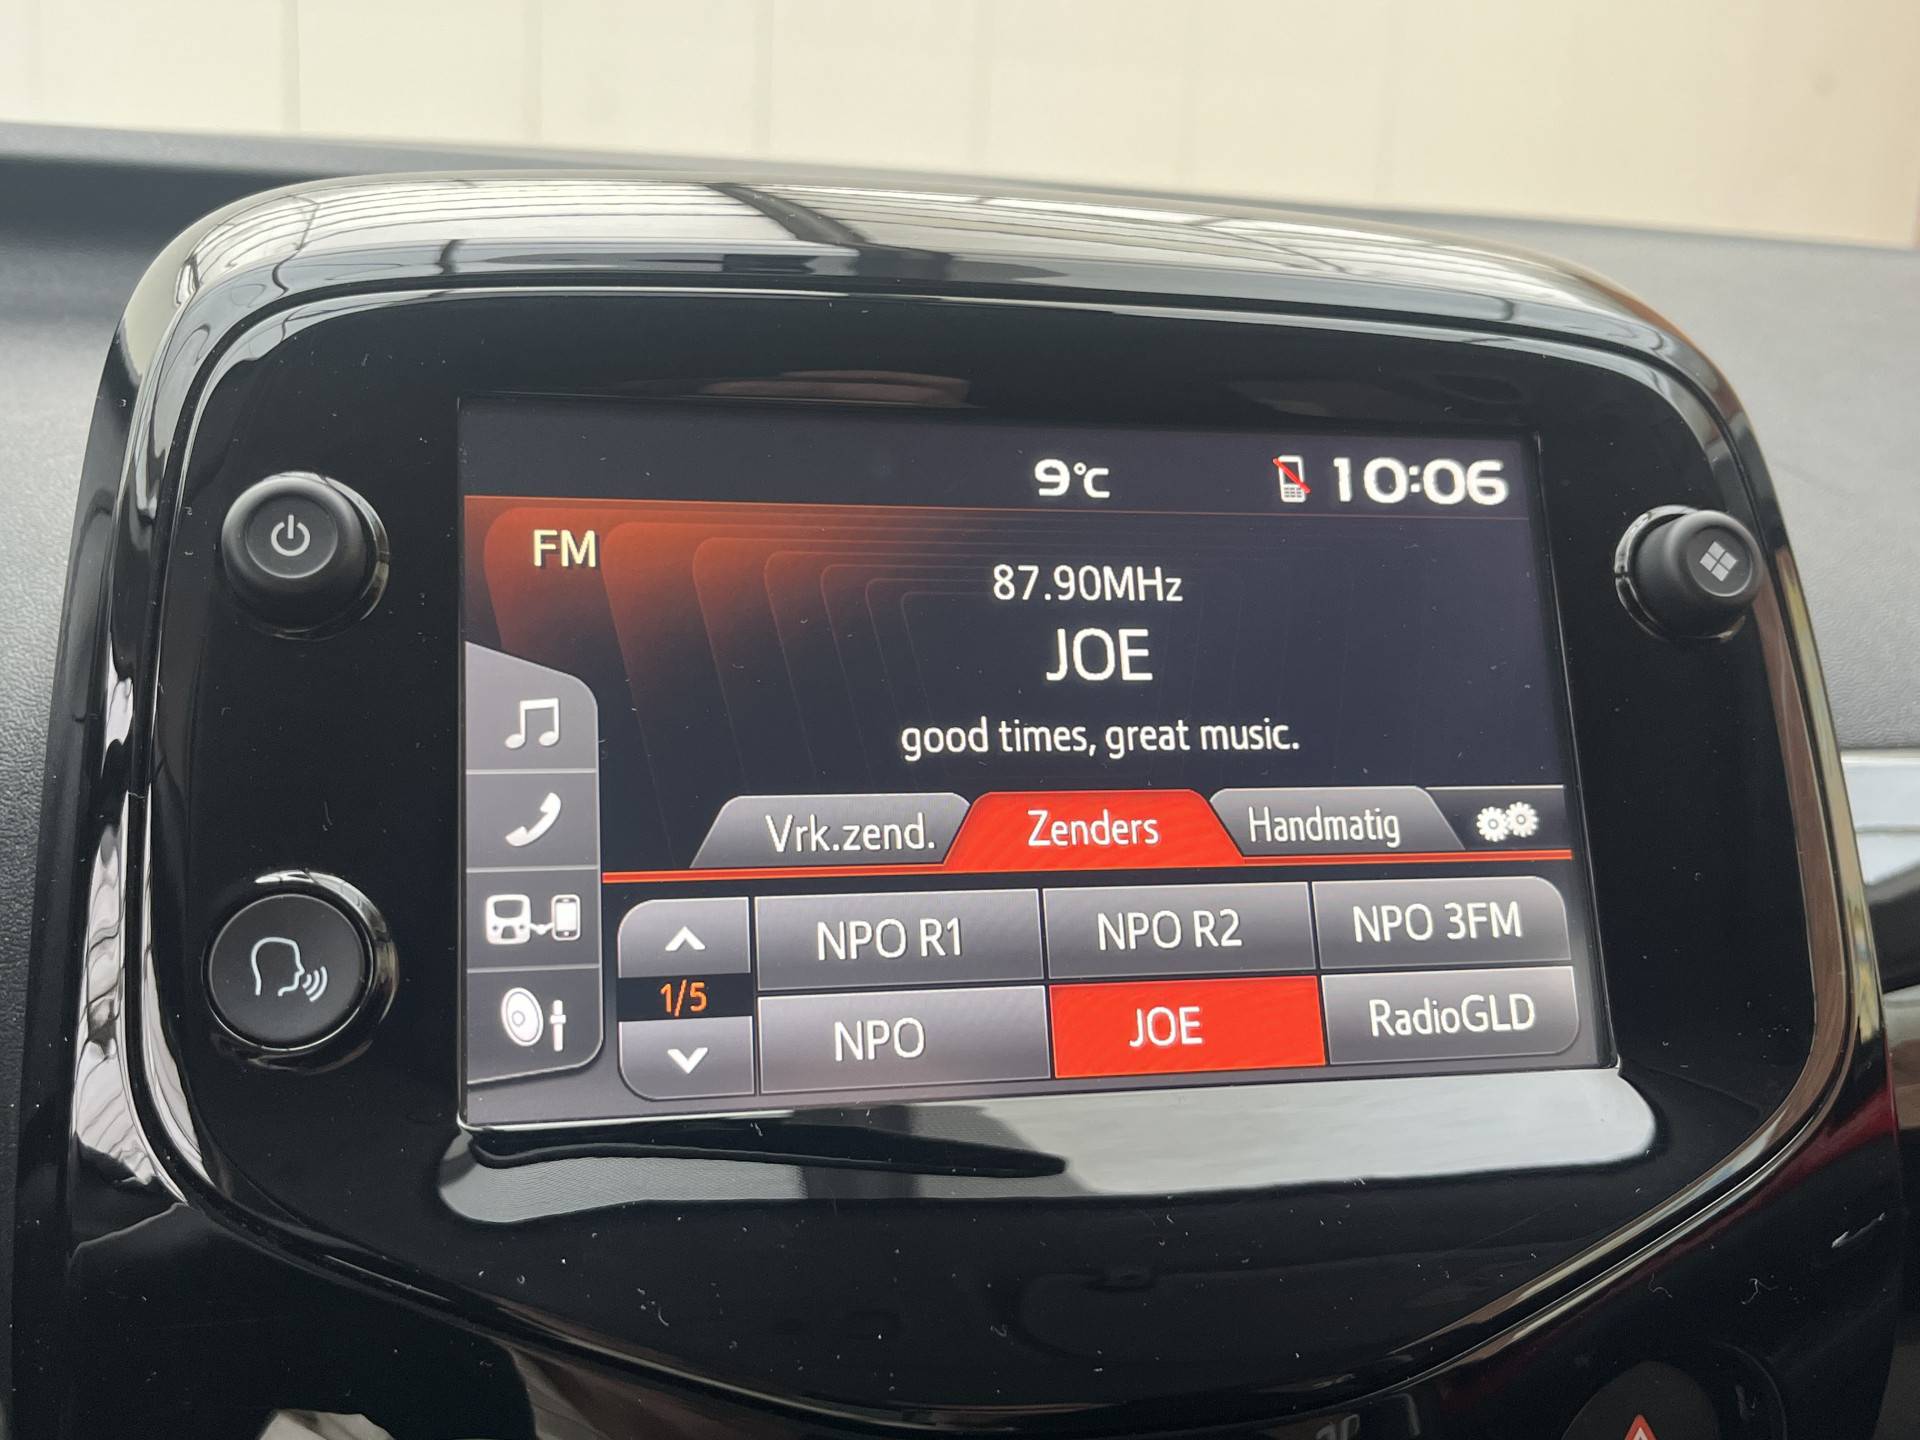 9°C 10:06
FM
87.90MHz
JOE
good times, great music.
Vrk.zend. Zenders Handmatig
NPO R1 NPO R2 NPO 3FM
1/5
NPO JOE RadioGLD